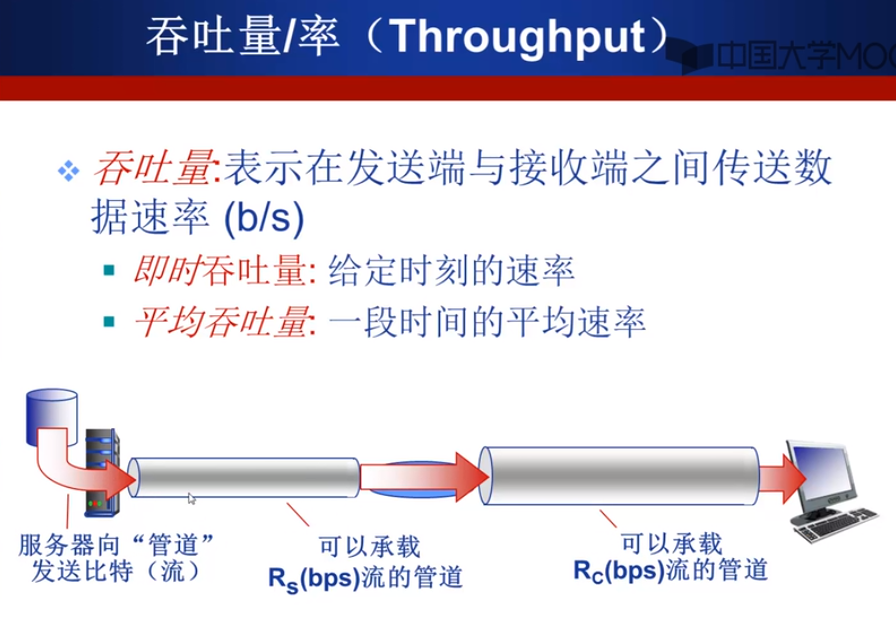 吞吐量/率（Throughput）
中国大学MOO
吞吐量:表示在发送端与接收端之间传送数
据速率 (b/s)
即时吞吐量: 给定时刻的速率
平均吞吐量: 一段时间的平均速率
服务器向“管道”
发送比特（流）
可以承载
Rs(bps)流的管道
可以承载
RC(bps)流的管道